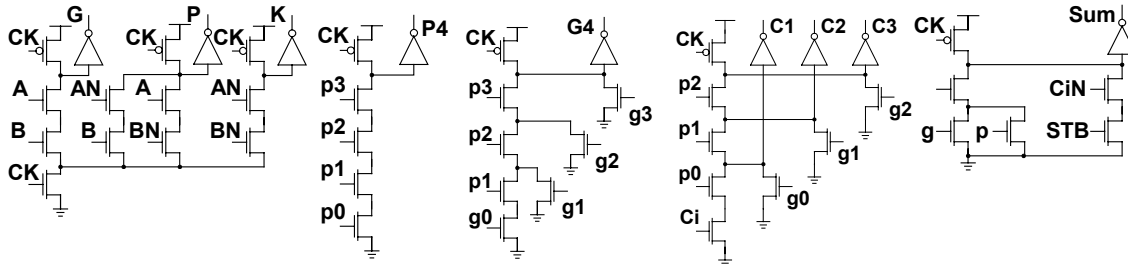 G P K
CK CK CK
A AN A AN
B B BN BN
CK
P4
CK
p3
p2
p1
p0
G4
CK
p3
g3
p2
g2
p1
g1
g0
C1 C2 C3
CK
p2
g2
p1
g1
p0
g0
Ci
Sum
CK
CiN
g p STB